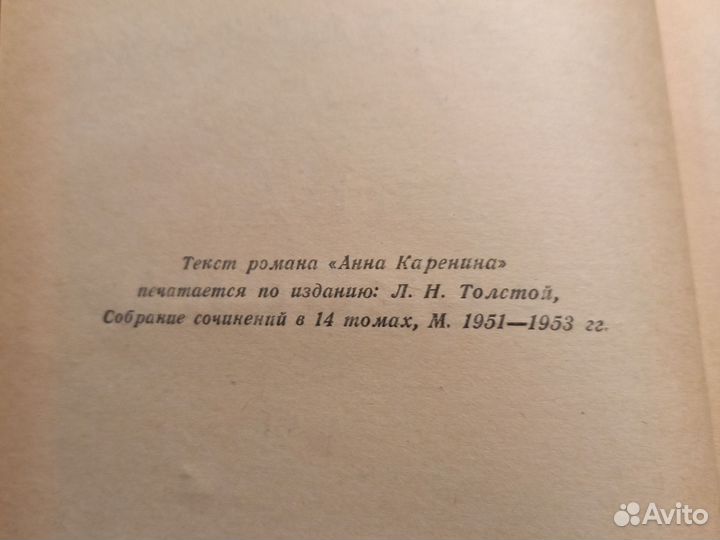 Текст романа «Анна Каренина»
печатается по изданию: Л. Н. Толстой,
Собрание сочинений в 14 томах, М. 1951—1953 гг.
Avito